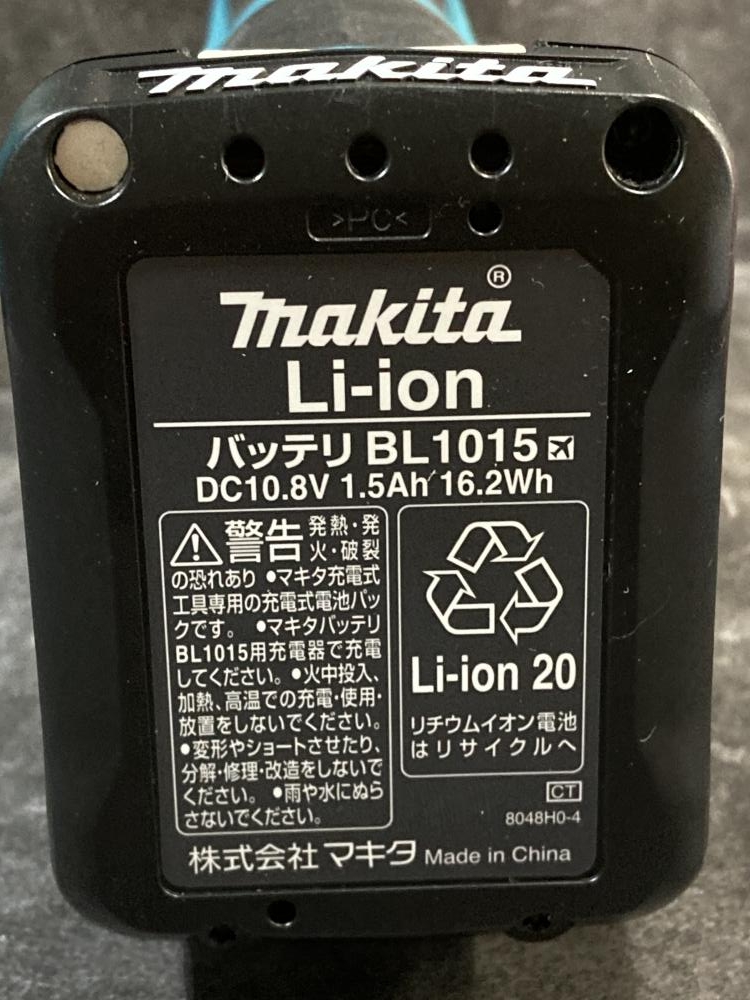 makita
>PC<
makita®
Li-ion
バッテリ BL1015
DC10.8V 1.5Ah 16.2Wh
警告 発熱・発
火・破裂
の恐れあり ●マキタ充電式
工具専用の充電式電池パッ
クです。 ●マキタバッテリ
BL1015用充電器で充電
してください。●火中投入、
加熱、高温での充電・使用・
放置をしないでください。
●変形やショートさせたり、
分解・修理・改造をしないで
ください。 ●雨や水にぬら
さないでください。
Li-ion 20
リチウムイオン電池
はリサイクルへ
CT
8048H0-4
株式会社マキタ Made in China